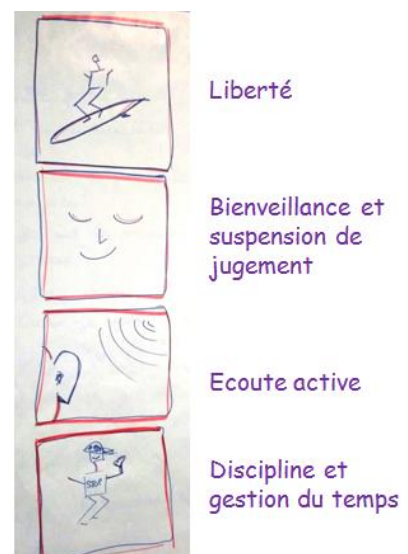 Liberté
Bienveillance et
suspension de
jugement
Ecoute active
Discipline et
gestion du temps